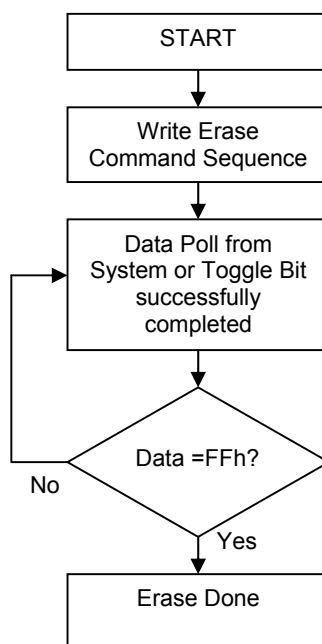 START
Write Erase
Command Sequence
Data Poll from
System or Toggle Bit
successfully
completed
Data =FFh?
No
Yes
Erase Done